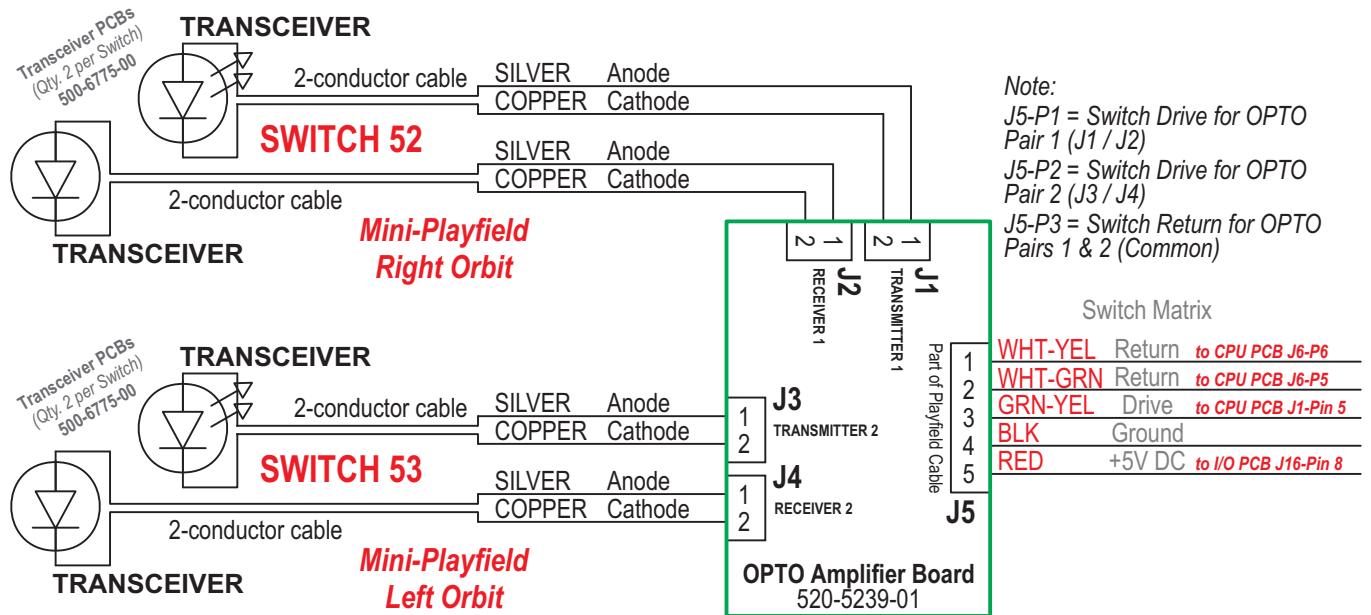 Transceiver PCBs
(Qty. 2 per Switch)
500-6775-00
TRANSCEIVER
2-conductor cable
SILVER Anode
COPPER Cathode
SWITCH 52
SILVER Anode
COPPER Cathode
2-conductor cable
TRANSCEIVER
Mini-Playfield
Right Orbit
Note:
J5-P1 = Switch Drive for OPTO
Pair 1 (J1 / J2)
J5-P2 = Switch Drive for OPTO
Pair 2 (J3 / J4)
J5-P3 = Switch Return for OPTO
Pairs 1 & 2 (Common)
2 1
J2
RECEIVER 1
2 1
J1
TRANSMITTER 1
Switch Matrix
Part of Playfield Cable
1 WHT-YEL Return to CPU PCB J6-P6
2 WHT-GRN Return to CPU PCB J6-P5
3 GRN-YEL Drive to CPU PCB J1-Pin 5
4 BLK Ground
5 RED +5V DC to I/O PCB J16-Pin 8
J5
Transceiver PCBs
(Qty. 2 per Switch)
500-6775-00
TRANSCEIVER
2-conductor cable
SILVER Anode
COPPER Cathode
SWITCH 53
SILVER Anode
COPPER Cathode
2-conductor cable
TRANSCEIVER
Mini-Playfield
Left Orbit
1
2
J3
TRANSMITTER 2
1
2
J4
RECEIVER 2
OPTO Amplifier Board
520-5239-01